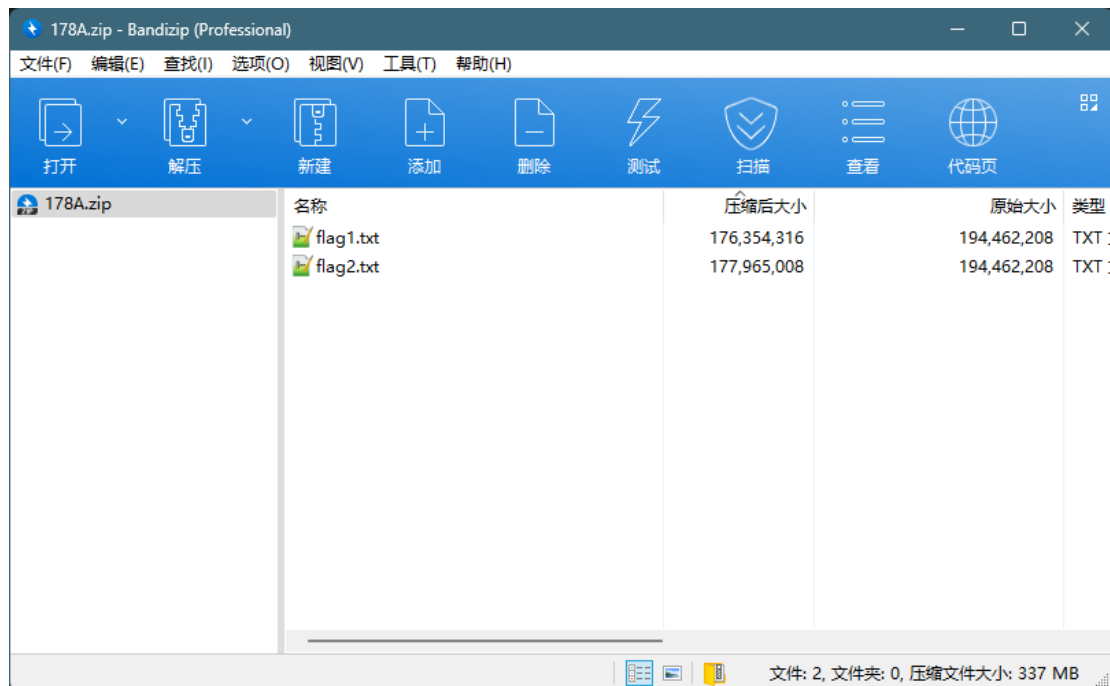 178A.zip - Bandizip (Professional)
文件(F) 编辑(E) 查找(I) 选项(O) 视图(V) 工具(T) 帮助(H)
打开 解压 新建 添加 删除 测试 扫描 查看 代码页
178A.zip
名称 压缩后大小 原始大小 类型
flag1.txt 176,354,316 194,462,208 TXT
flag2.txt 177,965,008 194,462,208 TXT
文件: 2, 文件夹: 0, 压缩文件大小: 337 MB